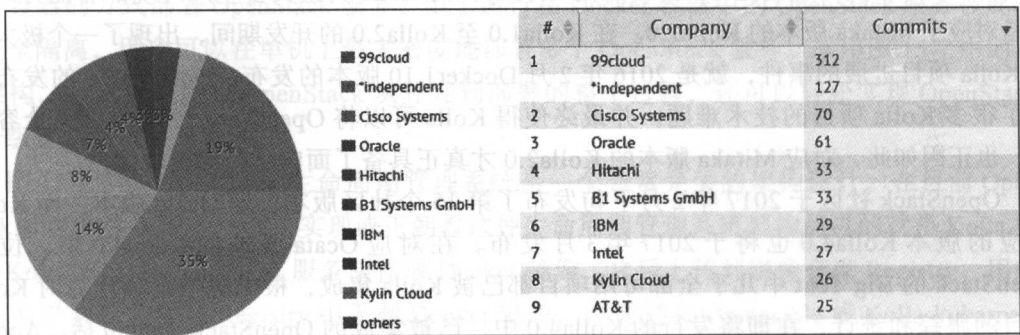 19%
35%
14%
8%
7%
4%
4%
99cloud
*independent
Cisco Systems
Oracle
Hitachi
B1 Systems GmbH
IBM
Intel
Kylin Cloud
others
# Company Commits
1 99cloud 312
*independent 127
2 Cisco Systems 70
3 Oracle 61
4 Hitachi 33
5 B1 Systems GmbH 33
6 IBM 29
7 Intel 27
8 Kylin Cloud 26
9 AT&T 25